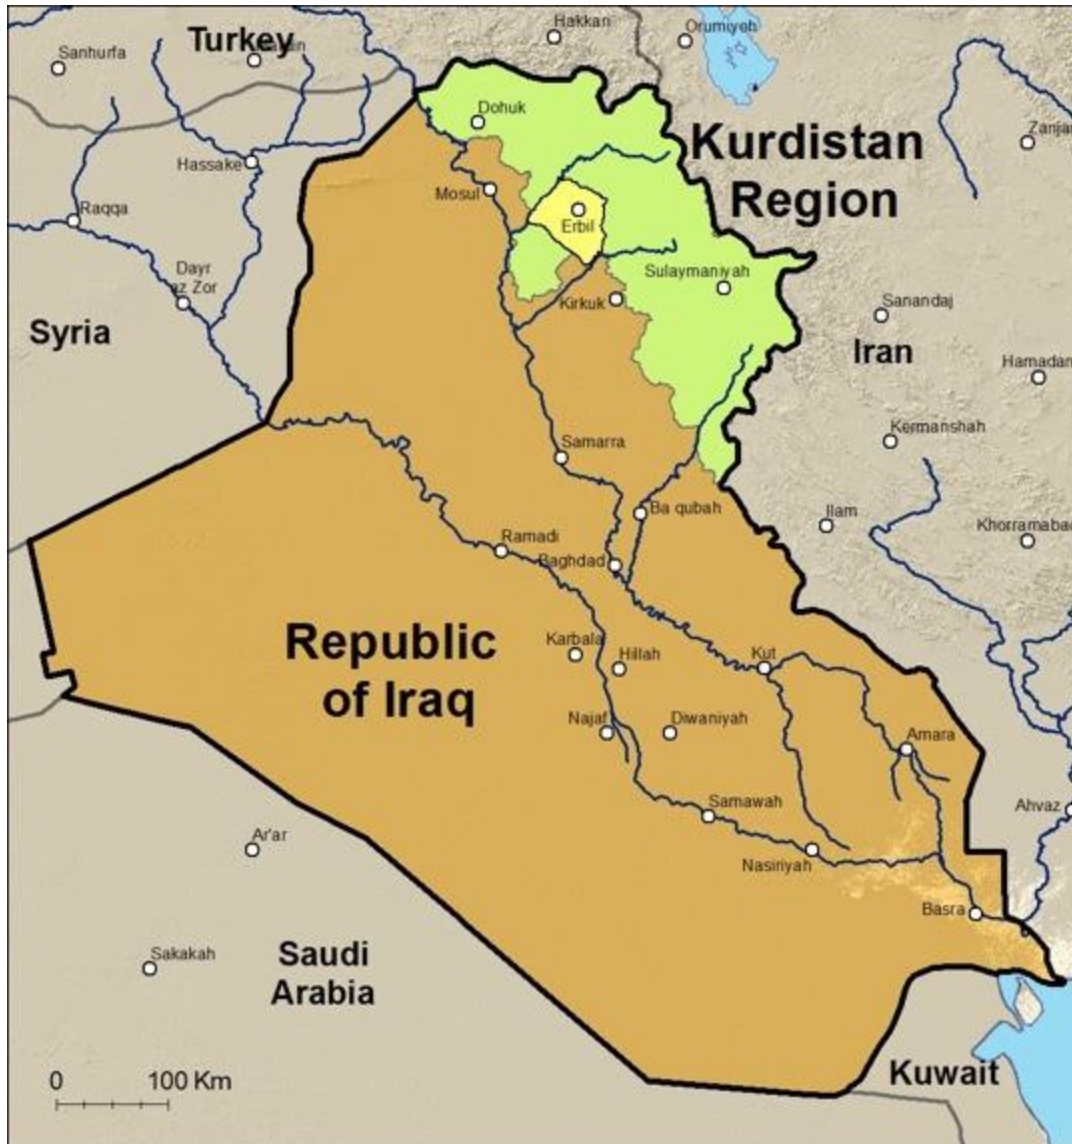 Hakkan
Orumiyeh
Turkey
Sanhurfa
Dohuk
Zanjan
Kurdistan
Region
Hassake
Mosul
Raqqa
Erbil
Dayr
az Zor
Sulaymaniyah
Kirkuk
Sanandaj
Syria
Iran
Hamadan
Kermanshah
Samarra
Ba qubah
Ilam
Khorramabad
Ramadi
Baghdad
Republic
of Iraq
Karbala
Hillah
Kut
Najaf
Diwaniyah
Amara
Samawah
Ahvaz
Ar'ar
Nasiriyah
Basra
Sakakah
Saudi
Arabia
Kuwait
0 100 Km